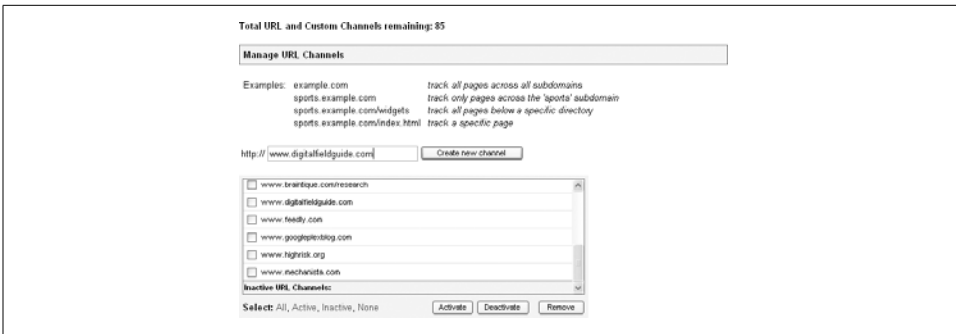 Total URL and Custom Channels remaining: 85
Manage URL Channels
Examples: example.com track all pages across all subdomains
sports.example.com track only pages across the 'sports' subdomain
sports.example.com/widgets track all pages below a specific directory
sports.example.com/index.html track a specific page
http:// www.digitalfieldguide.com Create new channel
www.braintique.com/research
www.digitalfieldguide.com
www.feedly.com
www.googleplexblog.com
www.highrisk.org
www.mechanista.com
Inactive URL Channels:
Select: All, Active, Inactive, None Activate Deactivate Remove